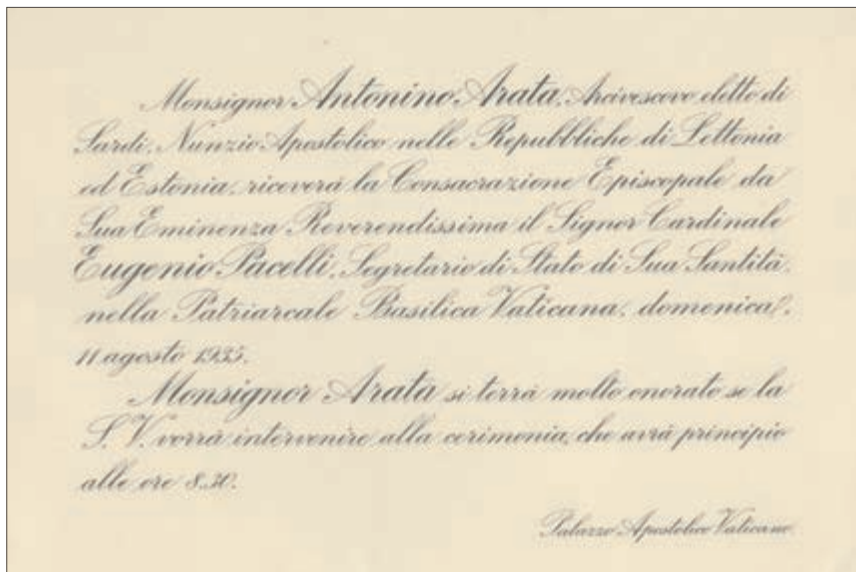 Monsignor Antonino Arata, Arcivescovo eletto di
Sardi, Nunzio Apostolico nelle Repubbliche di Lettonia
ed Estonia, riceverà la Consacrazione Episcopale da
Sua Eminenza Reverendissima il Signor Cardinale
Eugenio Pacelli, Segretario di Stato di Sua Santità,
nella Patriarcale Basilica Vaticana, domenica,
11 agosto 1935.
Monsignor Arata si terrà molto onorato se la
S. V. vorrà intervenire alla cerimonia, che avrà principio
alle ore 8.30.
Palazzo Apostolico Vaticano